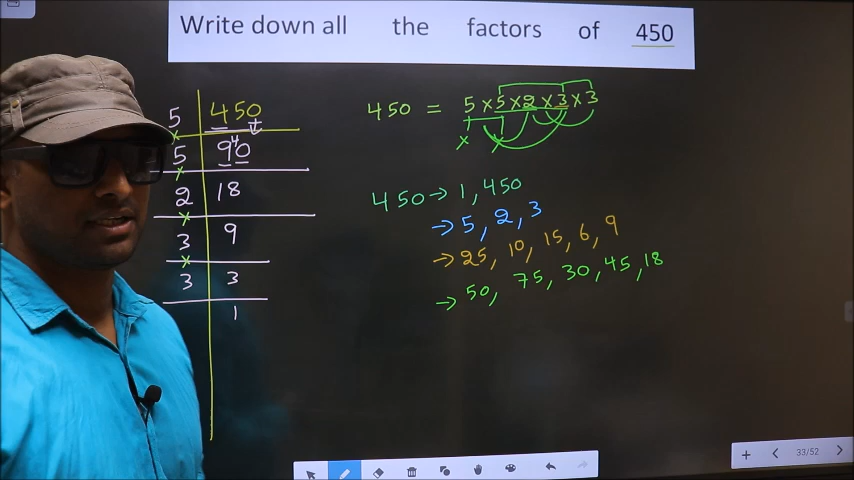 Write down all the factors of 450
5 450
5 9⁴0
2 18
3 9
3 3
1
450 = 5×5×2×3×3
× ×
450→1, 450
→5, 2, 3
→25, 10, 15, 6, 9
→50, 75, 30, 45, 18
33/52